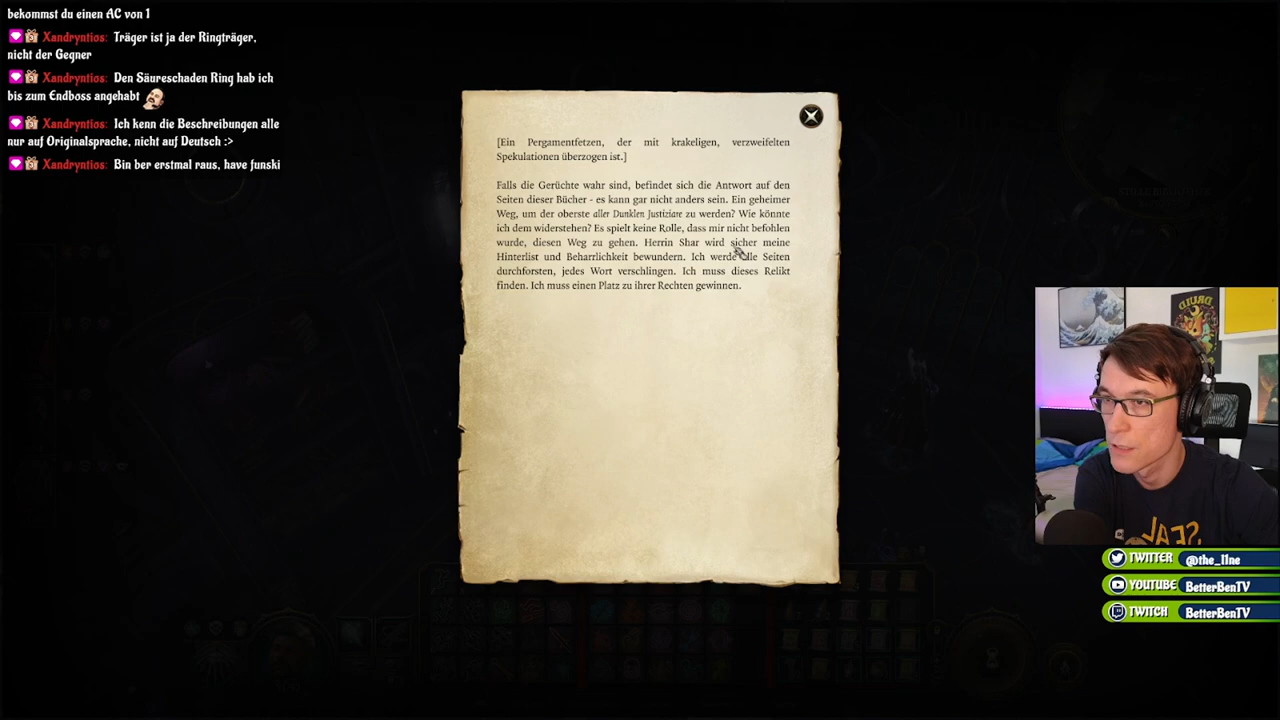 bekommst du einen AC von 1
Xandryntios: Träger ist ja der Ringträger,
nicht der Gegner
Xandryntios: Den Säureschaden Ring hab ich
bis zum Endboss angehabt
Xandryntios: Ich kenn die Beschreibungen alle
nur auf Originalsprache, nicht auf Deutsch :>
Xandryntios: Bin ber erstmal raus, have funski
[Ein Pergamentfetzen, der mit krakeligen, verzweifelten
Spekulationen überzogen ist.]
Falls die Gerüchte wahr sind, befindet sich die Antwort auf den
Seiten dieser Bücher - es kann gar nicht anders sein. Ein geheimer
Weg, um der oberste aller Dunklen Justiziare zu werden? Wie könnte
ich dem widerstehen? Es spielt keine Rolle, dass mir nicht befohlen
wurde, diesen Weg zu gehen. Herrin Shar wird sicher meine
Hinterlist und Beharrlichkeit bewundern. Ich werde alle Seiten
durchforsten, jedes Wort verschlingen. Ich muss dieses Relikt
finden. Ich muss einen Platz zu ihrer Rechten gewinnen.
DRUID
SEAL
TWITTER @the_11ne
YOUTUBE BetterBenTV
TWITCH BetterBenTV